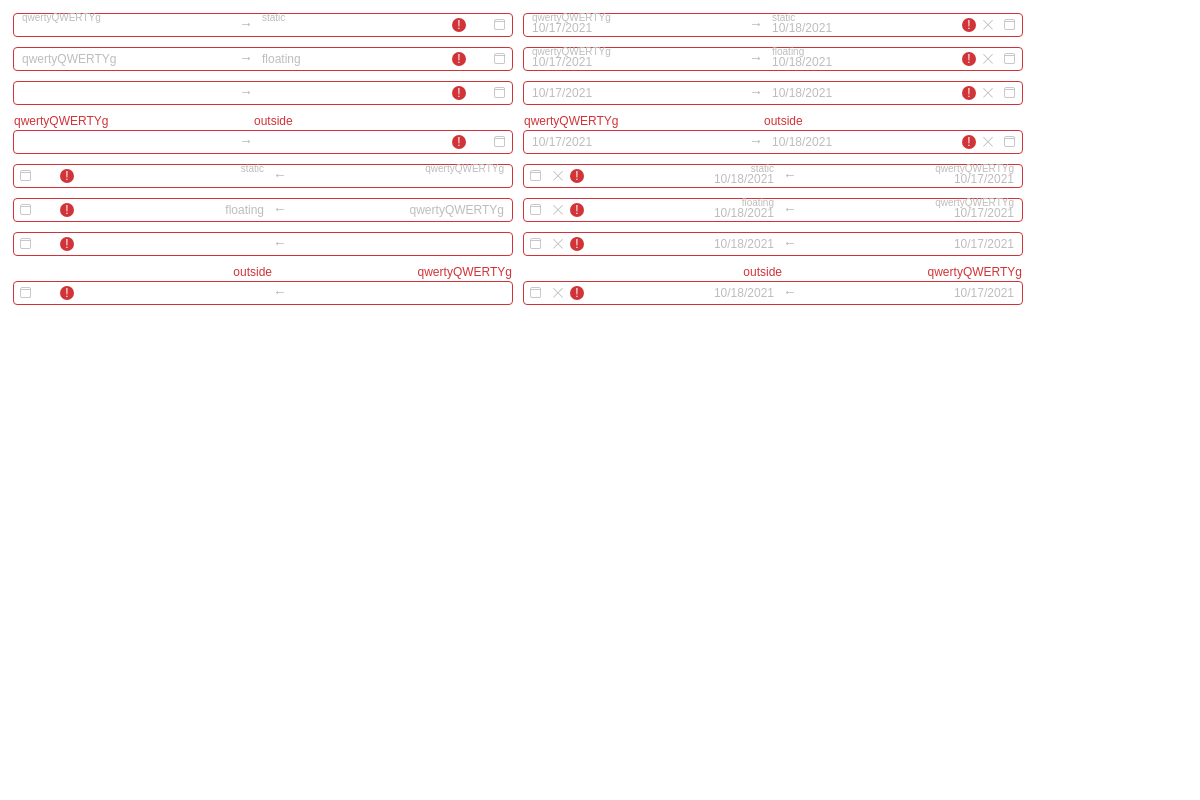 qwertyQWERTYg → static ! qwertyQWERTYg static
10/17/2021 → 10/18/2021 !
qwertyQWERTYg → floating ! qwertyQWERTYg floating
10/17/2021 → 10/18/2021 !
→ ! 10/17/2021 → 10/18/2021 !
qwertyQWERTYg outside qwertyQWERTYg outside
→ ! 10/17/2021 → 10/18/2021 !
! static ← qwertyQWERTYg static qwertyQWERTYg
! 10/18/2021 ← 10/17/2021
! floating ← qwertyQWERTYg floating qwertyQWERTYg
! 10/18/2021 ← 10/17/2021
! ← ! 10/18/2021 ← 10/17/2021
outside qwertyQWERTYg outside qwertyQWERTYg
! ← ! 10/18/2021 ← 10/17/2021